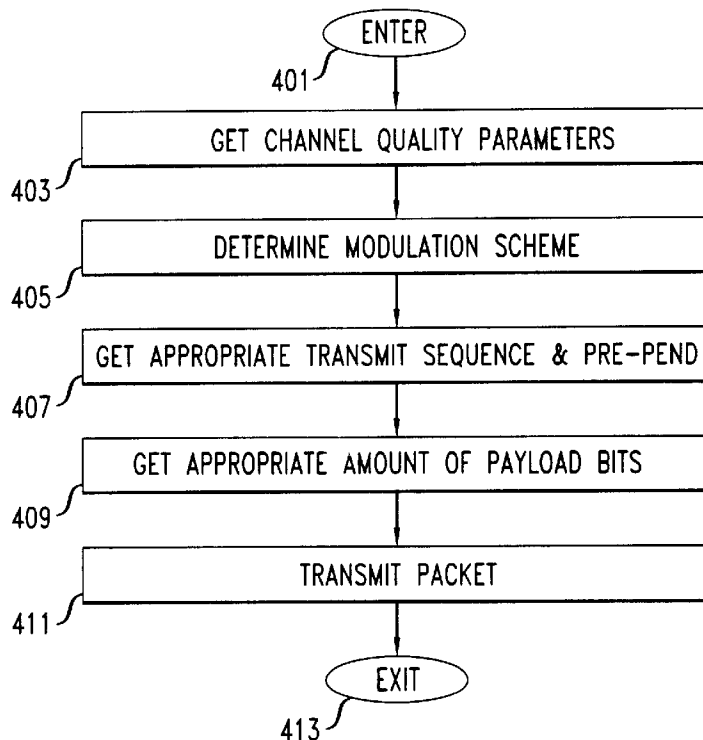 ENTER
401
GET CHANNEL QUALITY PARAMETERS
403
DETERMINE MODULATION SCHEME
405
GET APPROPRIATE TRANSMIT SEQUENCE & PRE-PEND
407
GET APPROPRIATE AMOUNT OF PAYLOAD BITS
409
TRANSMIT PACKET
411
EXIT
413